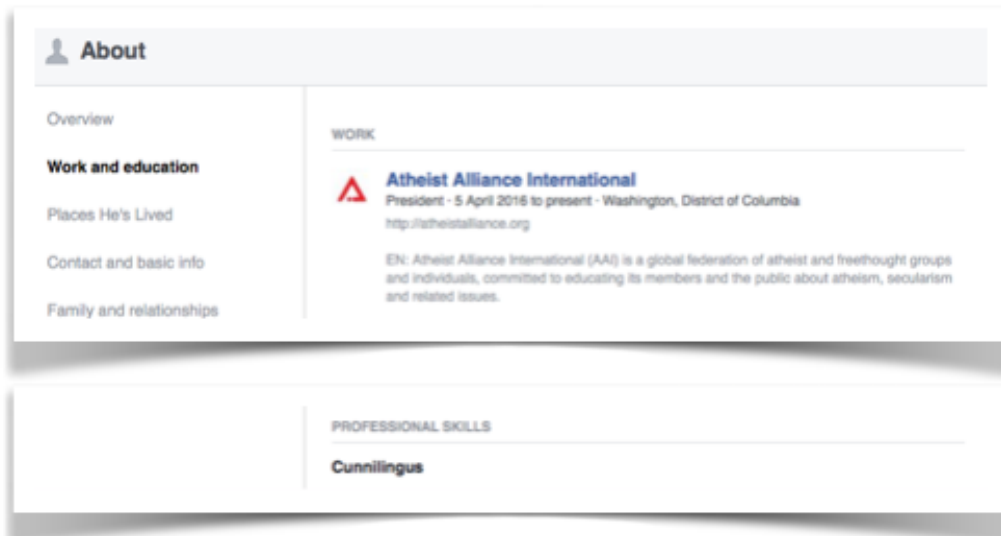 About
Overview
Work and education
Places He's Lived
Contact and basic info
Family and relationships
WORK
Atheist Alliance International
President - 5 April 2016 to present - Washington, District of Columbia
http://atheistalliance.org
EN: Atheist Alliance International (AAI) is a global federation of atheist and freethought groups
and individuals, committed to educating its members and the public about atheism, secularism
and related issues.
PROFESSIONAL SKILLS
Cunnilingus